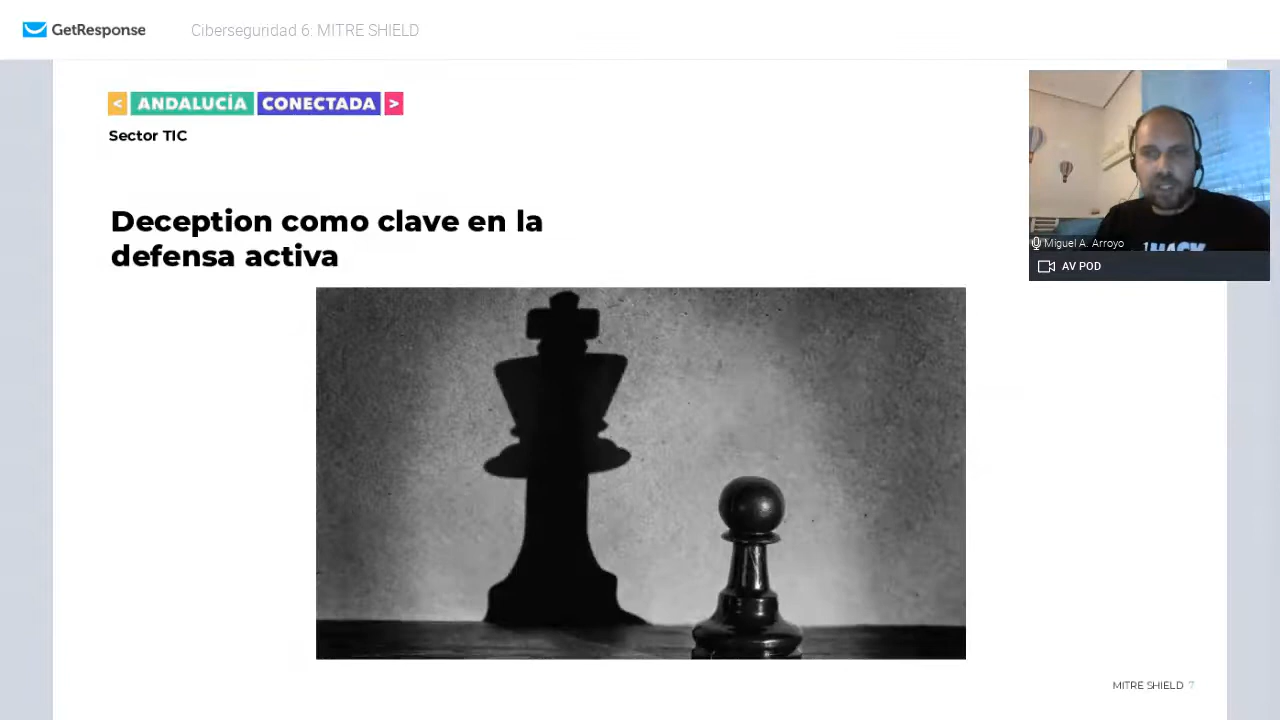 GetResponse
Ciberseguridad 6: MITRE SHIELD
< ANDALUCÍA CONECTADA >
Sector TIC
Deception como clave en la
defensa activa
Miguel A. Arroyo
AV POD
MITRE SHIELD 7